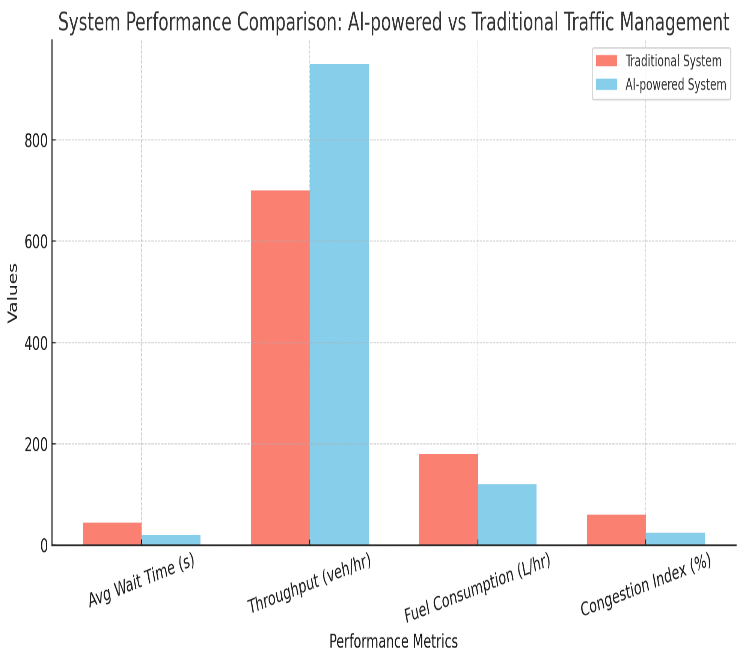 System Performance Comparison: AI-powered vs Traditional Traffic Management
Traditional System
AI-powered System
800
600
400
200
0
Values
Avg Wait Time (s)
Throughput (veh/hr)
Fuel Consumption (L/hr)
Congestion Index (%)
Performance Metrics